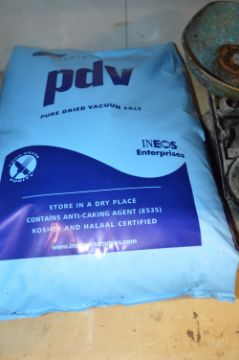 pdv
PURE DRIED VACUUM SALT
INEOS
Enterprises
STORE IN A DRY PLACE
CONTAINS ANTI-CAKING AGENT (E535)
KOSHER AND HALAAL CERTIFIED
www.ineosenterprises.com